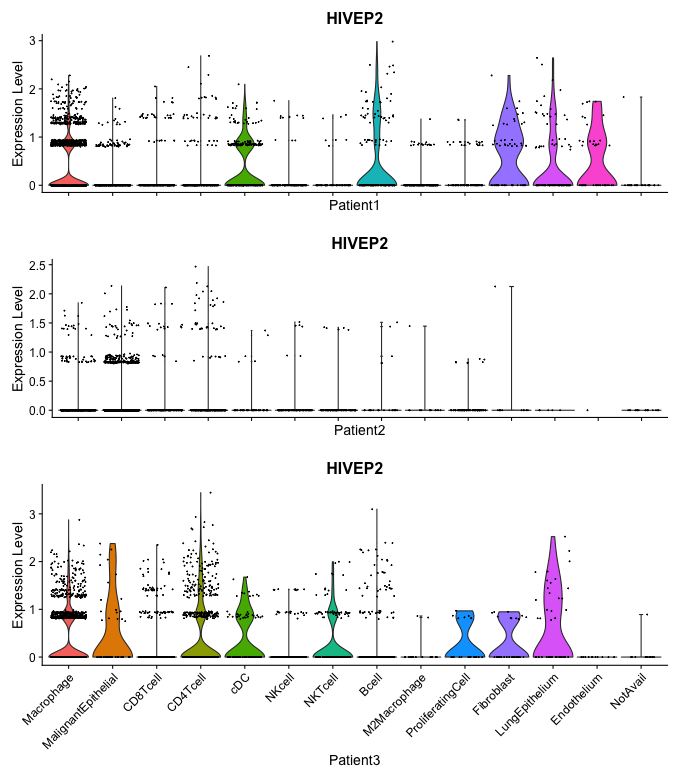 HIVEP2
Expression Level
3
2
1
0
Patient1
HIVEP2
Expression Level
2.5
2.0
1.5
1.0
0.5
0.0
Patient2
HIVEP2
Expression Level
3
2
1
0
Macrophage
MalignantEpithelial
CD8Tcell
CD4Tcell
cDC
NKcell
NKTcell
Bcell
M2Macrophage
ProliferatingCell
Fibroblast
LungEpithelium
Endothelium
NotAvail
Patient3